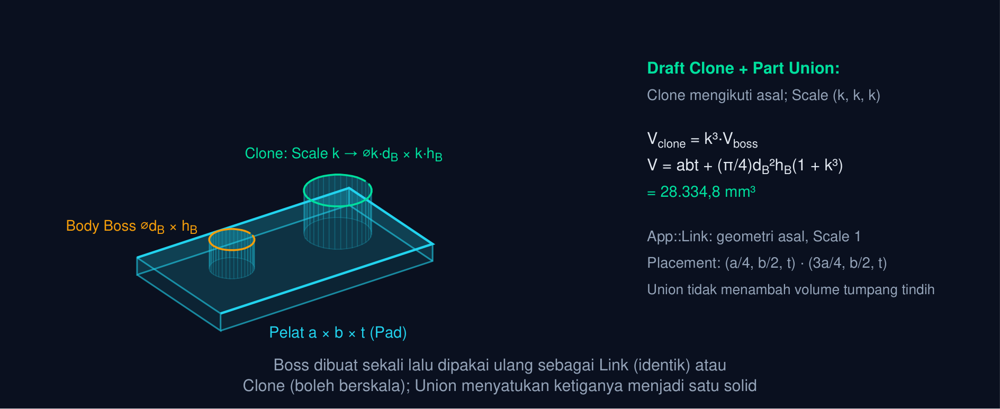 Draft Clone + Part Union:
Clone mengikuti asal; Scale (k, k, k)
V_clone = k³·V_boss
V = abt + (π/4)d_B²h_B(1 + k³)
= 28.334,8 mm³
App::Link: geometri asal, Scale 1
Placement: (a/4, b/2, t) · (3a/4, b/2, t)
Union tidak menambah volume tumpang tindih
Clone: Scale k → ⌀k·d_B × k·h_B
Body Boss ⌀d_B × h_B
Pelat a × b × t (Pad)
Boss dibuat sekali lalu dipakai ulang sebagai Link (identik) atau
Clone (boleh berskala); Union menyatukan ketiganya menjadi satu solid